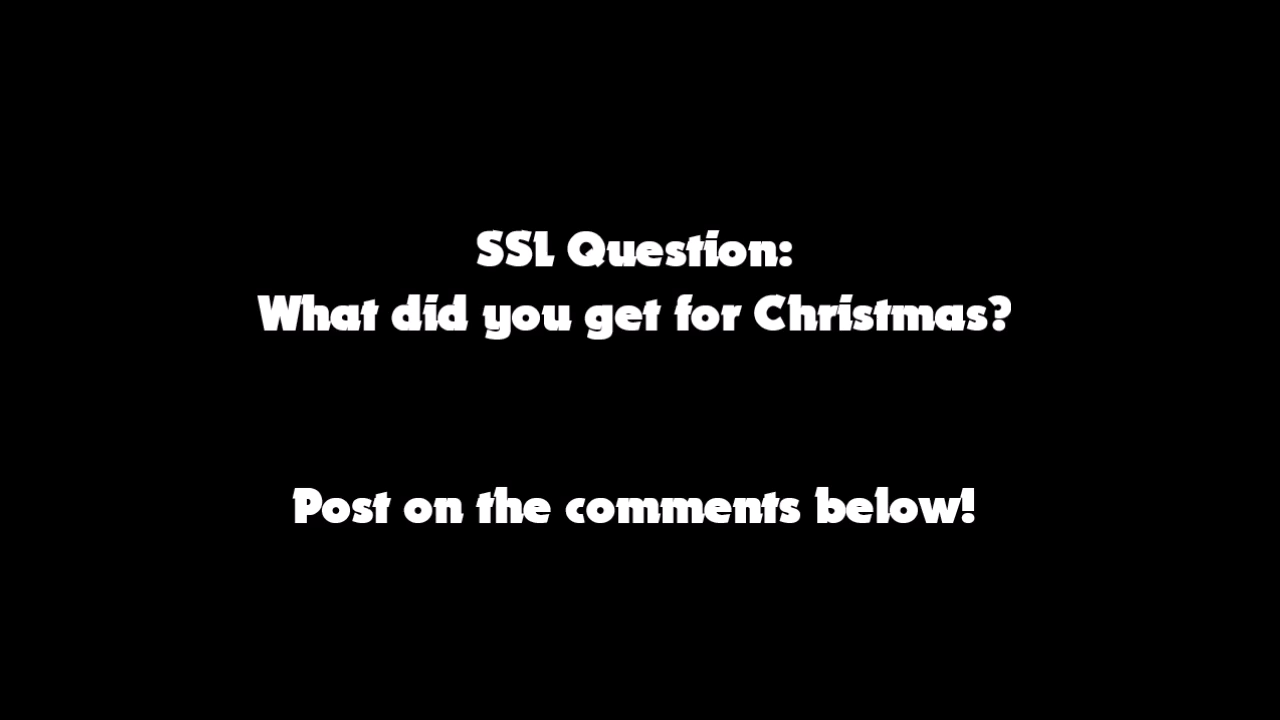 SSL Question:
What did you get for Christmas?
Post on the comments below!